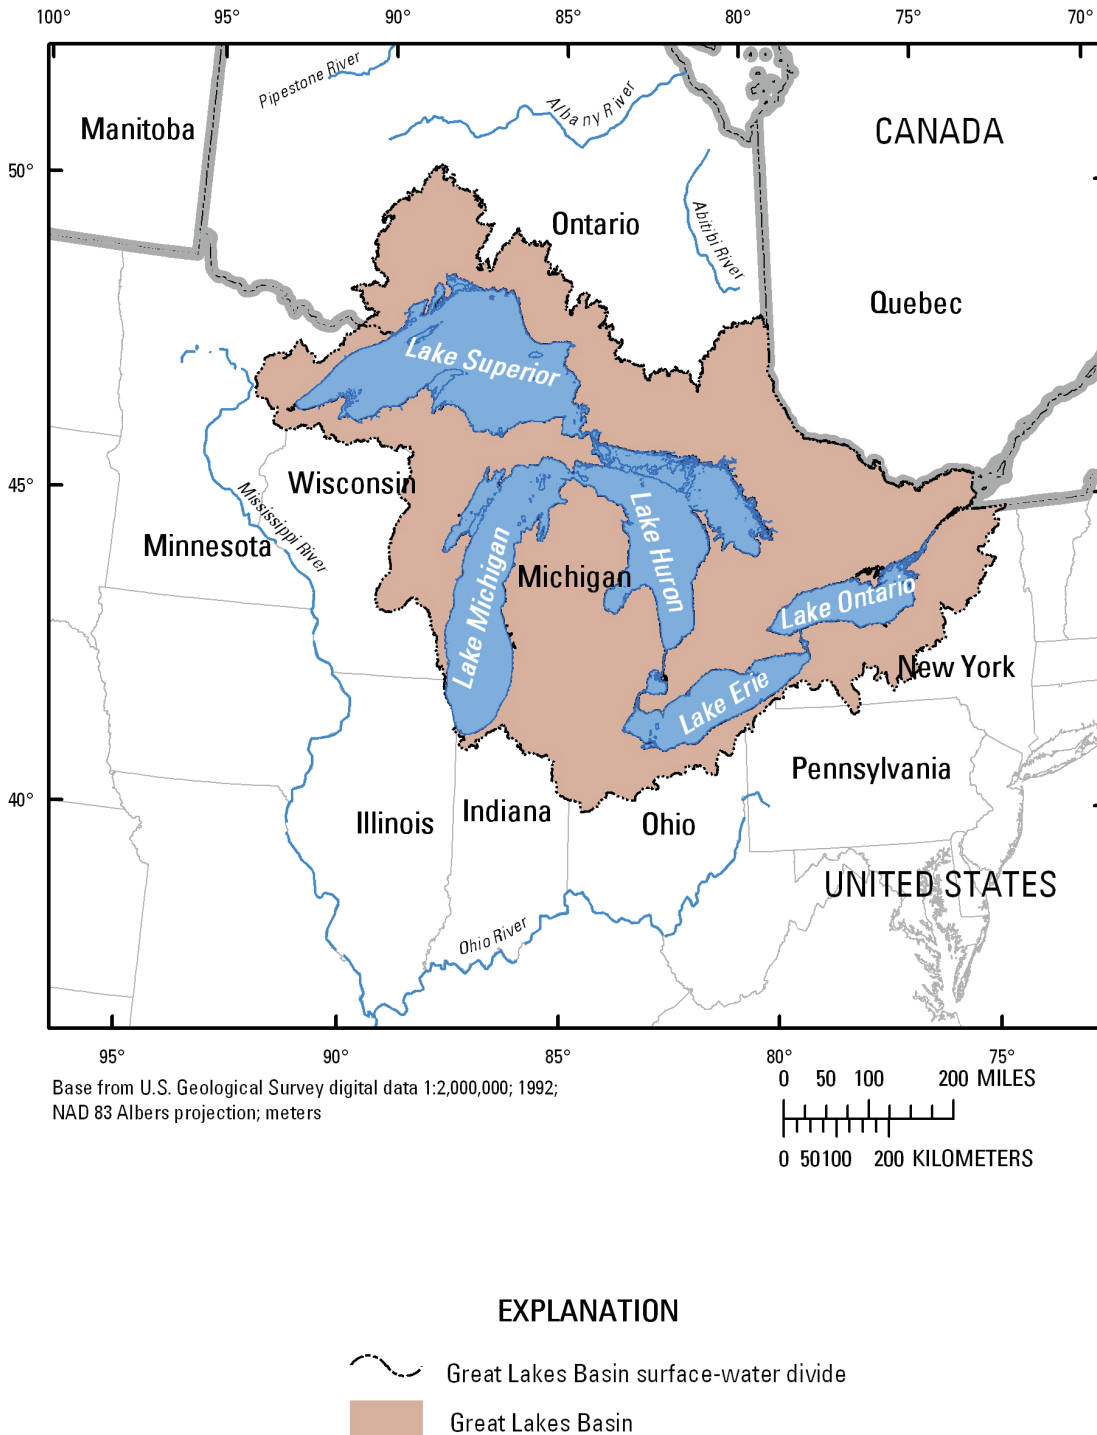 100° 95° 90° 85° 80° 75° 70°
Pipestone River
Albany River
Manitoba
CANADA
50°
Abitibi River
Ontario
Quebec
Lake Superior
45°
Wisconsin
Mississippi River
Lake Huron
Minnesota
Lake Michigan
Michigan
Lake Ontario
New York
Lake Erie
Pennsylvania
40°
Indiana
Illinois
Ohio
UNITED STATES
Ohio River
95° 90° 85° 80° 75°
Base from U.S. Geological Survey digital data 1:2,000,000; 1992;
NAD 83 Albers projection; meters
0 50 100 200 MILES
0 50 100 200 KILOMETERS
EXPLANATION
Great Lakes Basin surface-water divide
Great Lakes Basin